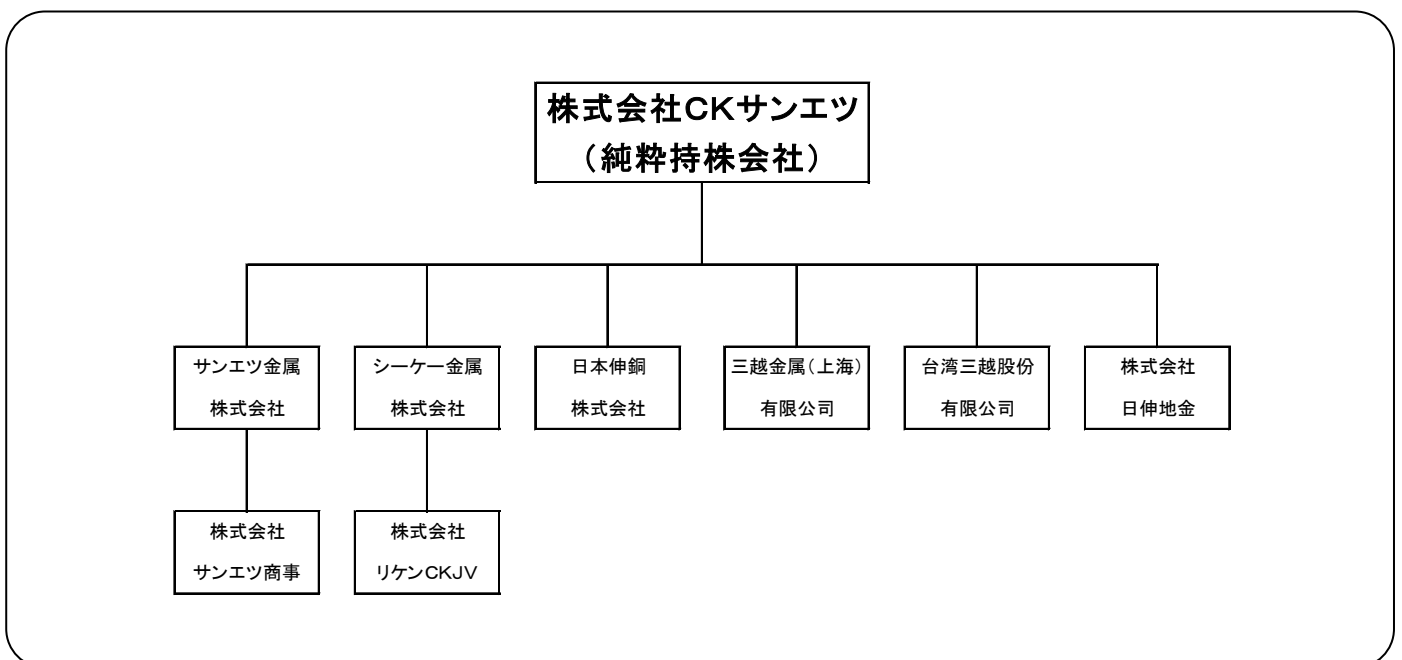 株式会社CKサンエツ
（純粋持株会社）
サンエツ金属
株式会社
シーケー金属
株式会社
日本伸銅
株式会社
三越金属（上海）
有限公司
台湾三越股份
有限公司
株式会社
日伸地金
株式会社
サンエツ商事
株式会社
リケンCKJV